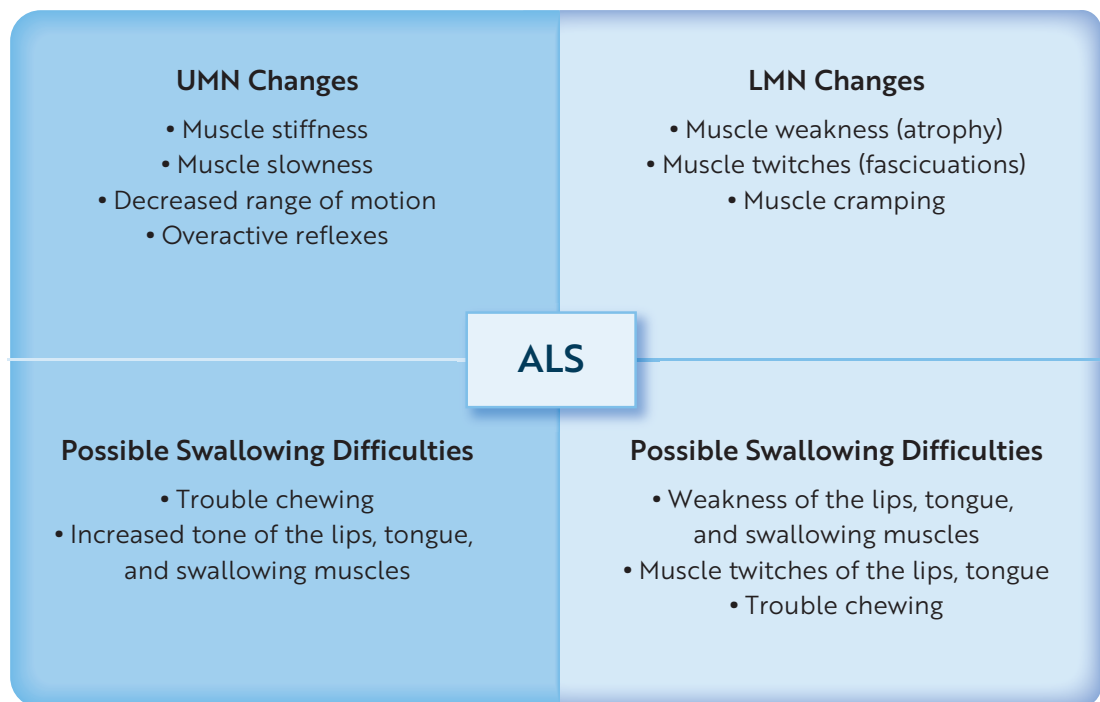 UMN Changes
• Muscle stiffness
• Muscle slowness
• Decreased range of motion
• Overactive reflexes
LMN Changes
• Muscle weakness (atrophy)
• Muscle twitches (fascicuations)
• Muscle cramping
ALS
Possible Swallowing Difficulties
• Trouble chewing
• Increased tone of the lips, tongue,
and swallowing muscles
Possible Swallowing Difficulties
• Weakness of the lips, tongue,
and swallowing muscles
• Muscle twitches of the lips, tongue
• Trouble chewing